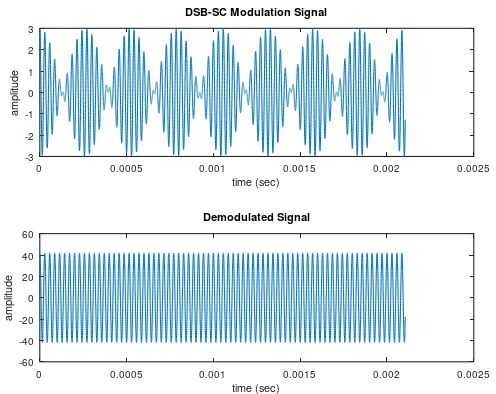 DSB-SC Modulation Signal
3
2
1
0
-1
-2
-3
amplitude
0 0.0005 0.001 0.0015 0.002 0.0025
time (sec)
Demodulated Signal
60
40
20
0
-20
-40
-60
amplitude
0 0.0005 0.001 0.0015 0.002 0.0025
time (sec)